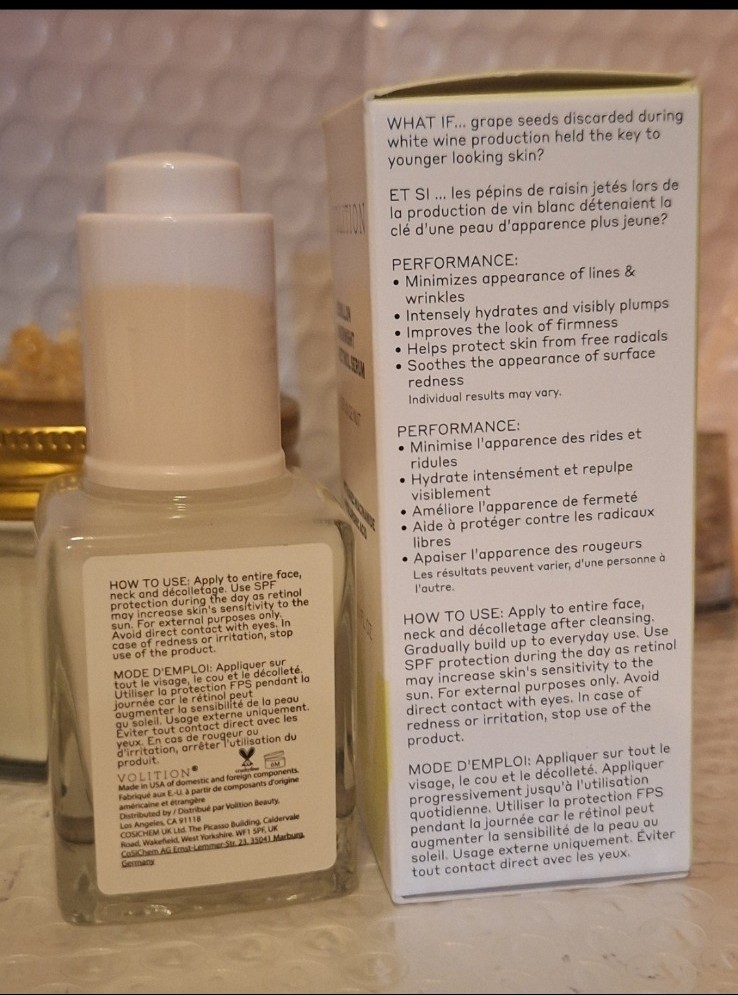 HOW TO USE: Apply to entire face,
neck and décolletage. Use SPF
protection during the day as retinol
may increase skin's sensitivity to the
sun. For external purposes only.
Avoid direct contact with eyes. In
case of redness or irritation, stop
use of the product.
MODE D'EMPLOI: Appliquer sur
tout le visage, le cou et le décolleté.
Utiliser la protection FPS pendant la
journée car le rétinol peut
augmenter la sensibilité de la peau
au soleil. Usage externe uniquement.
Éviter tout contact direct avec les
yeux. En cas de rougeur ou
d'irritation, arrêter l'utilisation du
produit.
VOLITION®
6M
Made in USA of domestic and foreign components.
Fabriqué aux E.-U. à partir de composants d'origine
américaine et étrangère
Distributed by / Distribué par Volition Beauty,
Los Angeles, CA 91118
COSICHEM UK Ltd. The Picasso Building, Caldervale
Road, Wakefield, West Yorkshire, WF1 5PF, UK
CoSiChem AG Ernst-Lemmer-Str. 23, 35041 Marburg,
Germany
SERUM
WHAT IF... grape seeds discarded during
white wine production held the key to
younger looking skin?
ET SI ... les pépins de raisin jetés lors de
la production de vin blanc détenaient la
clé d'une peau d'apparence plus jeune?
PERFORMANCE:
• Minimizes appearance of lines &
wrinkles
• Intensely hydrates and visibly plumps
• Improves the look of firmness
• Helps protect skin from free radicals
• Soothes the appearance of surface
redness
Individual results may vary.
PERFORMANCE:
• Minimise l'apparence des rides et
ridules
• Hydrate intensément et repulpe
visiblement
• Améliore l'apparence de fermeté
• Aide à protéger contre les radicaux
libres
• Apaiser l'apparence des rougeurs
Les résultats peuvent varier, d'une personne à
l'autre.
HOW TO USE: Apply to entire face,
neck and décolletage after cleansing.
Gradually build up to everyday use. Use
SPF protection during the day as retinol
may increase skin's sensitivity to the
sun. For external purposes only. Avoid
direct contact with eyes. In case of
redness or irritation, stop use of the
product.
MODE D'EMPLOI: Appliquer sur tout le
visage, le cou et le décolleté. Appliquer
progressivement jusqu'à l'utilisation
quotidienne. Utiliser la protection FPS
pendant la journée car le rétinol peut
augmenter la sensibilité de la peau au
soleil. Usage externe uniquement. Éviter
tout contact direct avec les yeux.